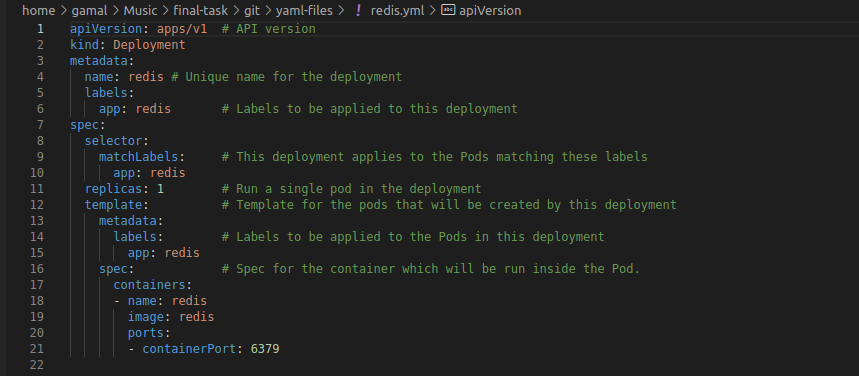 home > gamal > Music > final-task > git > yaml-files > ! redis.yml > abc apiVersion
1 apiVersion: apps/v1  # API version
2 kind: Deployment
3 metadata:
4   name: redis # Unique name for the deployment
5   labels:
6     app: redis       # Labels to be applied to this deployment
7 spec:
8   selector:
9     matchLabels:     # This deployment applies to the Pods matching these labels
10       app: redis
11   replicas: 1        # Run a single pod in the deployment
12   template:          # Template for the pods that will be created by this deployment
13     metadata:
14       labels:        # Labels to be applied to the Pods in this deployment
15         app: redis
16     spec:            # Spec for the container which will be run inside the Pod.
17       containers:
18       - name: redis
19         image: redis
20         ports:
21         - containerPort: 6379
22